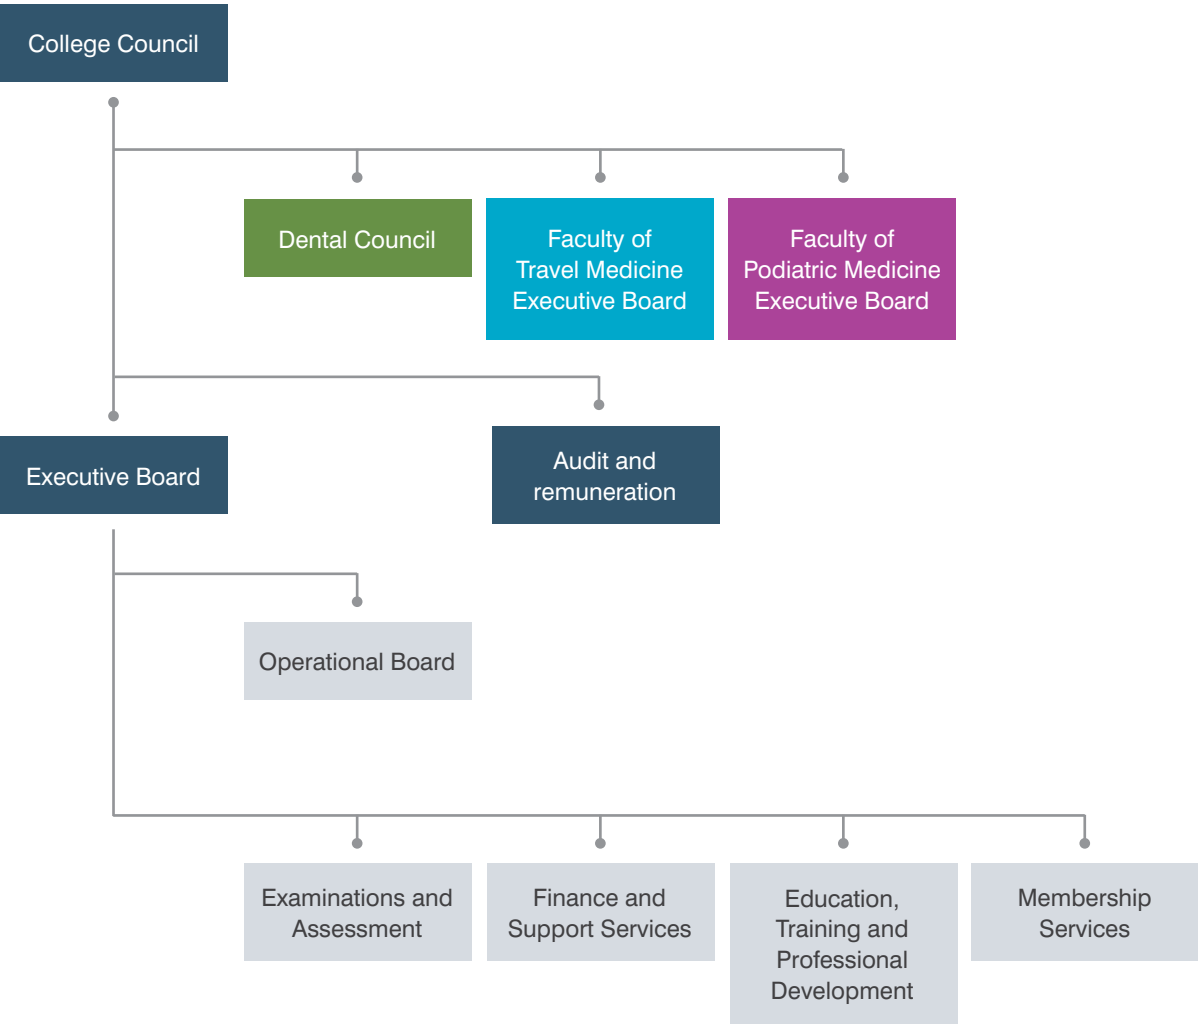 College Council
Dental Council
Faculty of
Travel Medicine
Executive Board
Faculty of
Podiatric Medicine
Executive Board
Executive Board
Audit and
remuneration
Operational Board
Examinations and
Assessment
Finance and
Support Services
Education,
Training and
Professional
Development
Membership
Services